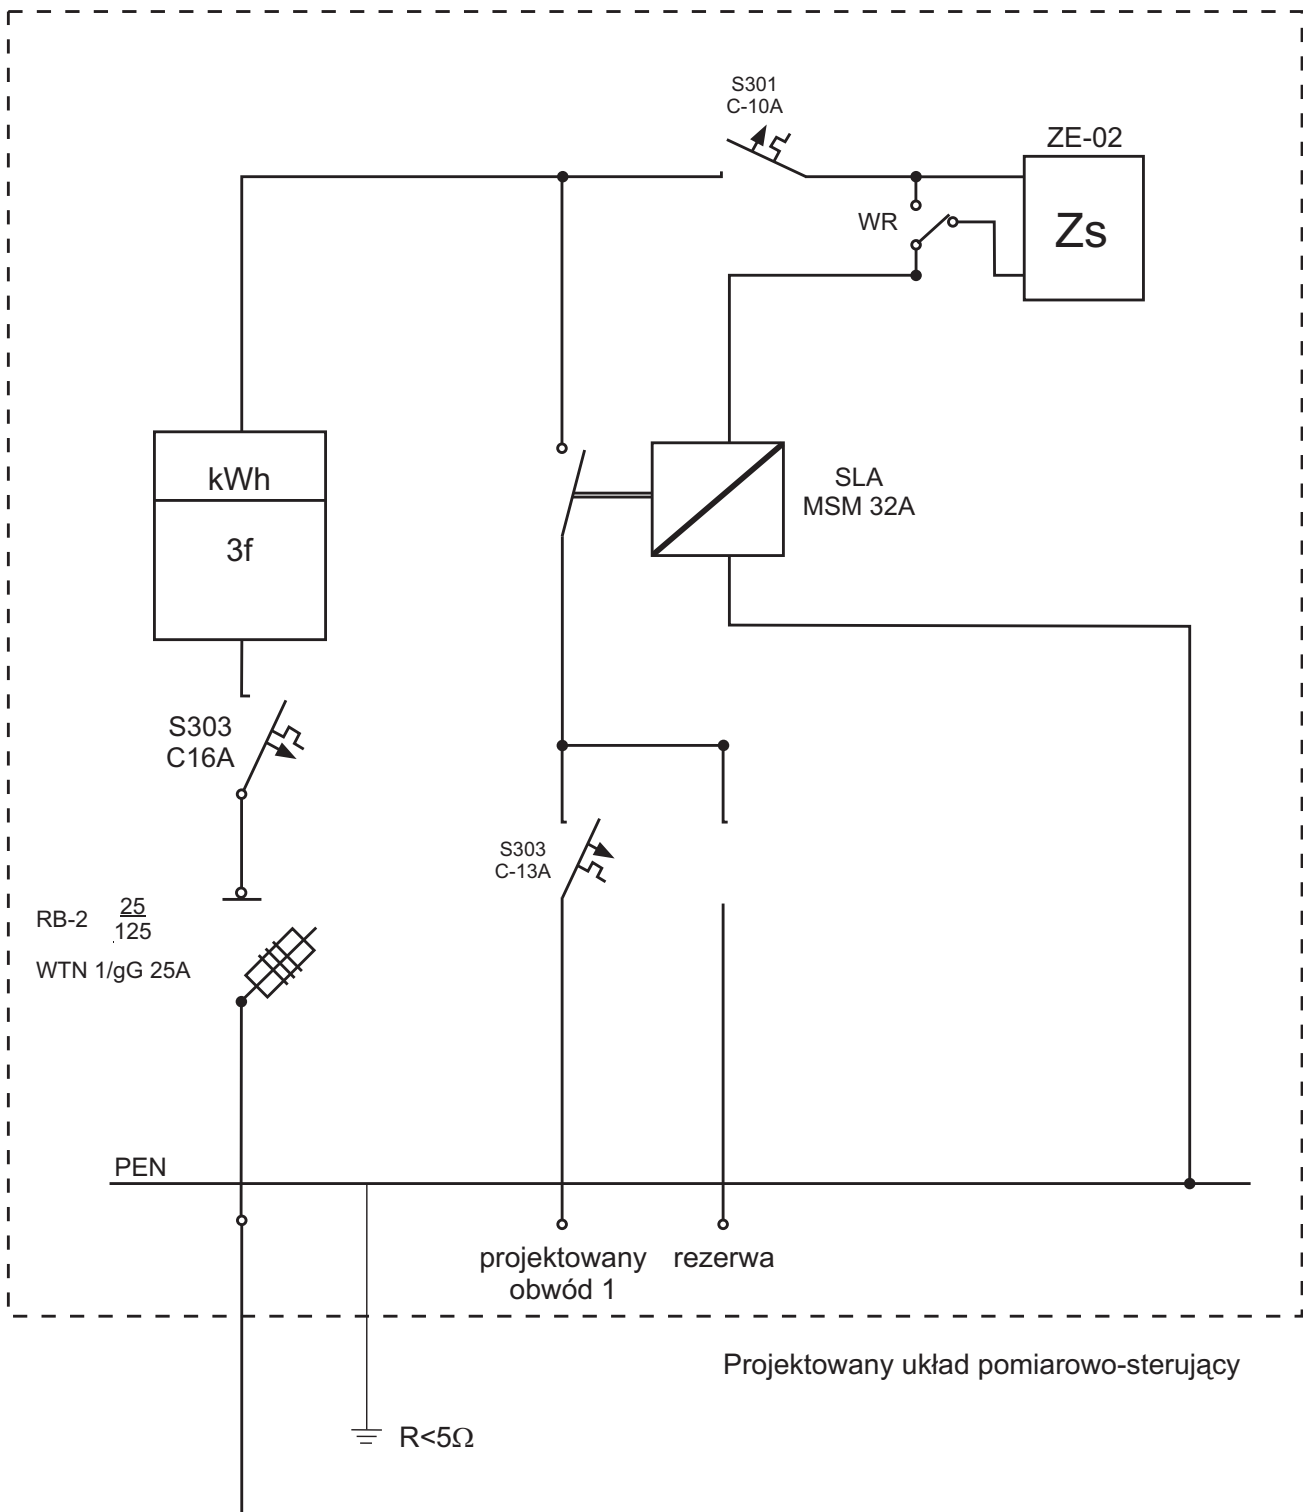 S301
C-10A
ZE-02
WR
Zs
kWh
3f
SLA
MSM 32A
S303
C16A
S303
C-13A
RB-2 25
125
WTN 1/gG 25A
PEN
projektowany rezerwa
obwód 1
Projektowany układ pomiarowo-sterujący
R<5Ω